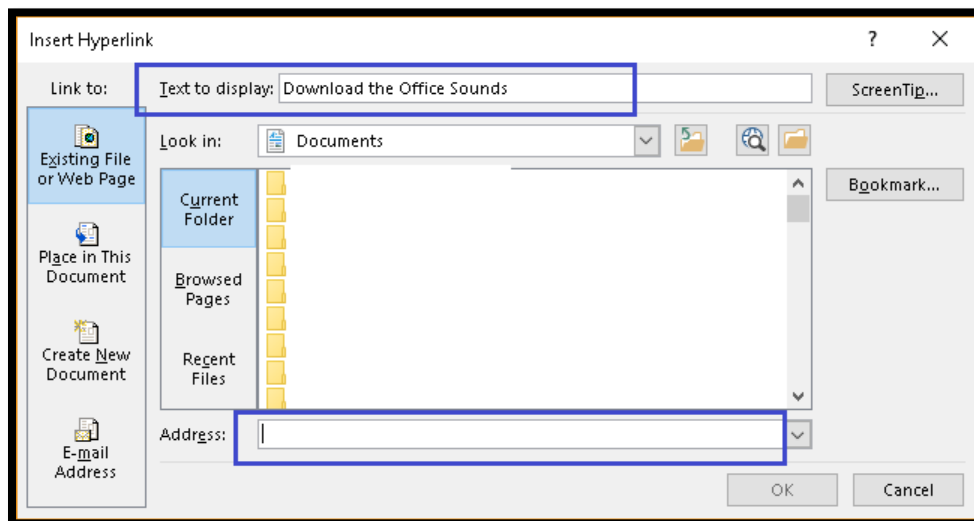 Insert Hyperlink
?
Link to:
Text to display: Download the Office Sounds
ScreenTip...
Existing File
or Web Page
Look in: Documents
Bookmark...
Current
Folder
Place in This
Document
Browsed
Pages
Create New
Document
Recent
Files
Address:
E-mail
Address
OK
Cancel